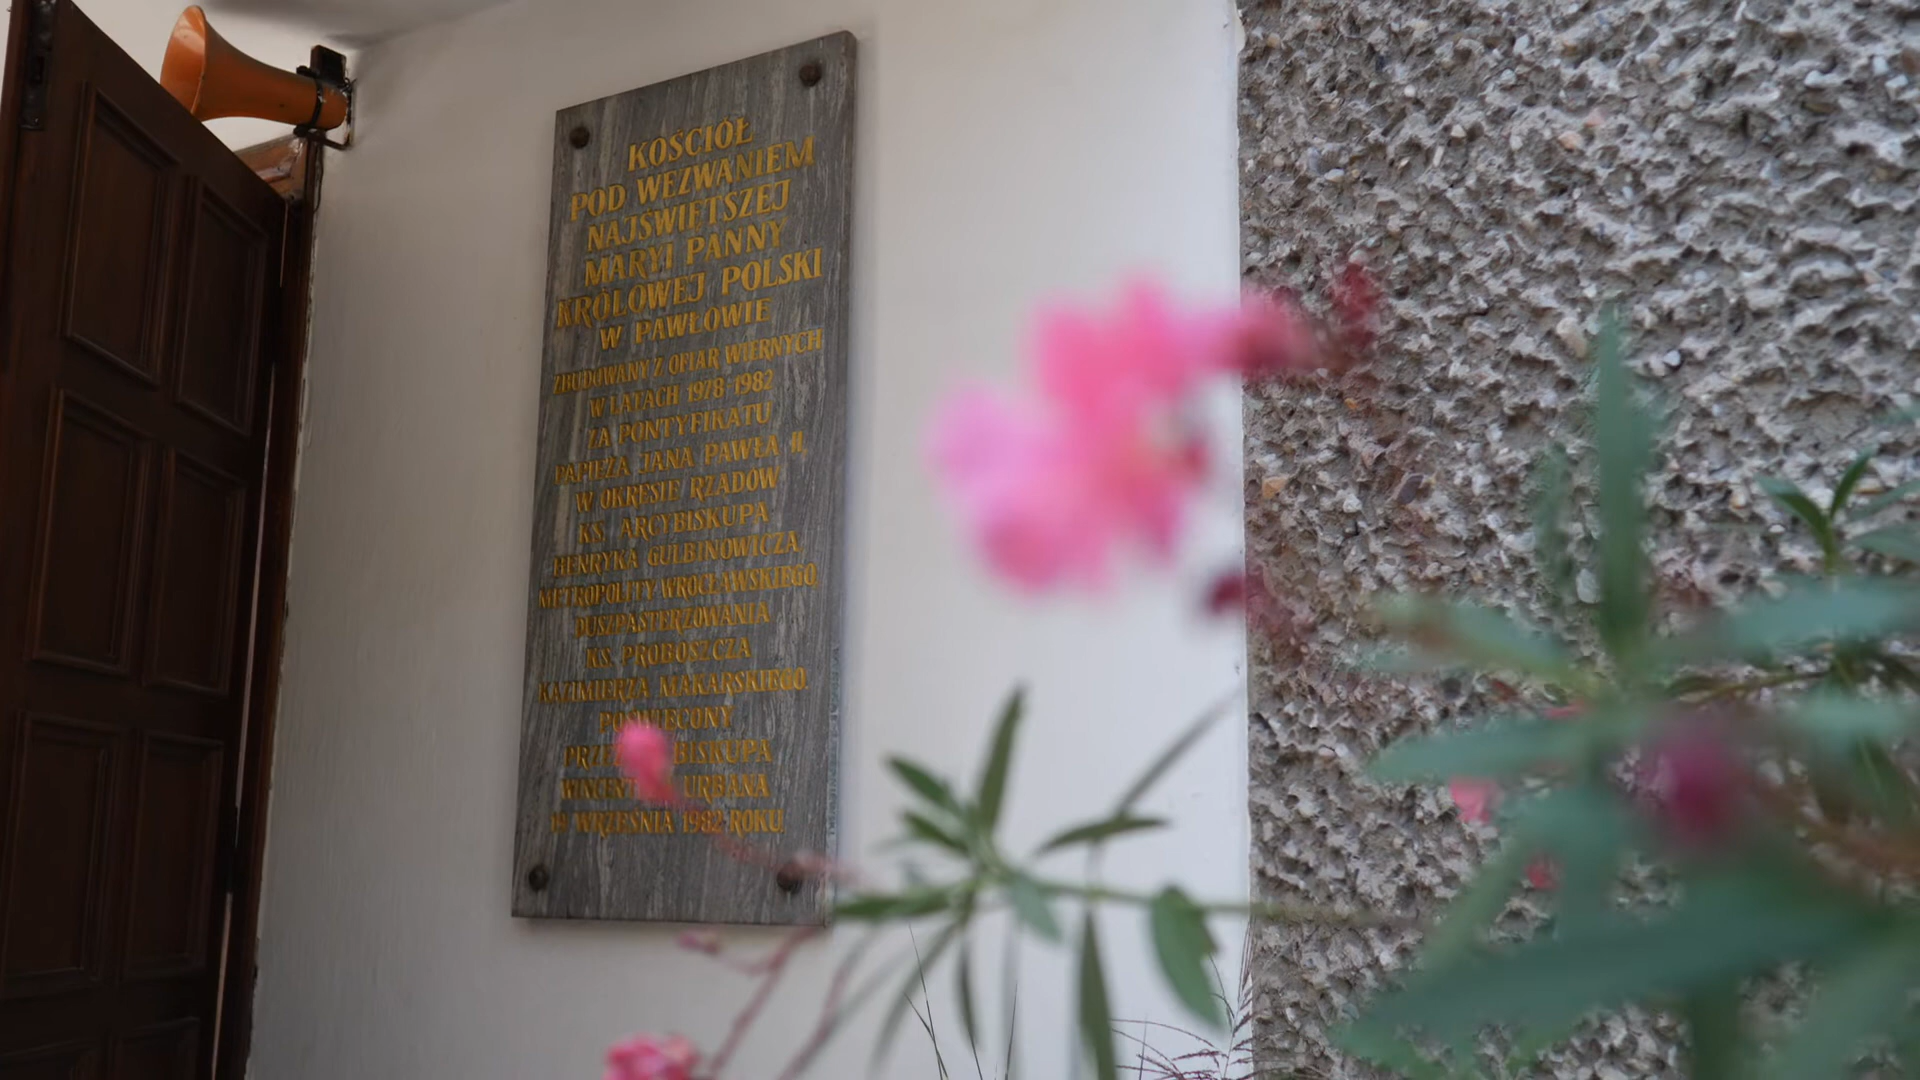 KOŚCIÓŁ
POD WEZWANIEM
NAJŚWIĘTSZEJ
MARYI PANNY
KRÓLOWEJ POLSKI
W PAWŁOWIE
ZBUDOWANY Z OFIAR WIERNYCH
W LATACH 1978-1982
ZA PONTYFIKATU
PAPIEŻA JANA PAWŁA II,
W OKRESIE RZĄDÓW
KS. ARCYBISKUPA
HENRYKA GULBINOWICZA,
METROPOLITY WROCŁAWSKIEGO,
DUSZPASTERZOWANIA
KS. PROBOSZCZA
KAZIMIERZA MAKARSKIEGO.
POŚWIĘCONY
URBANA
WRZEŚNIA 1982 ROKU.